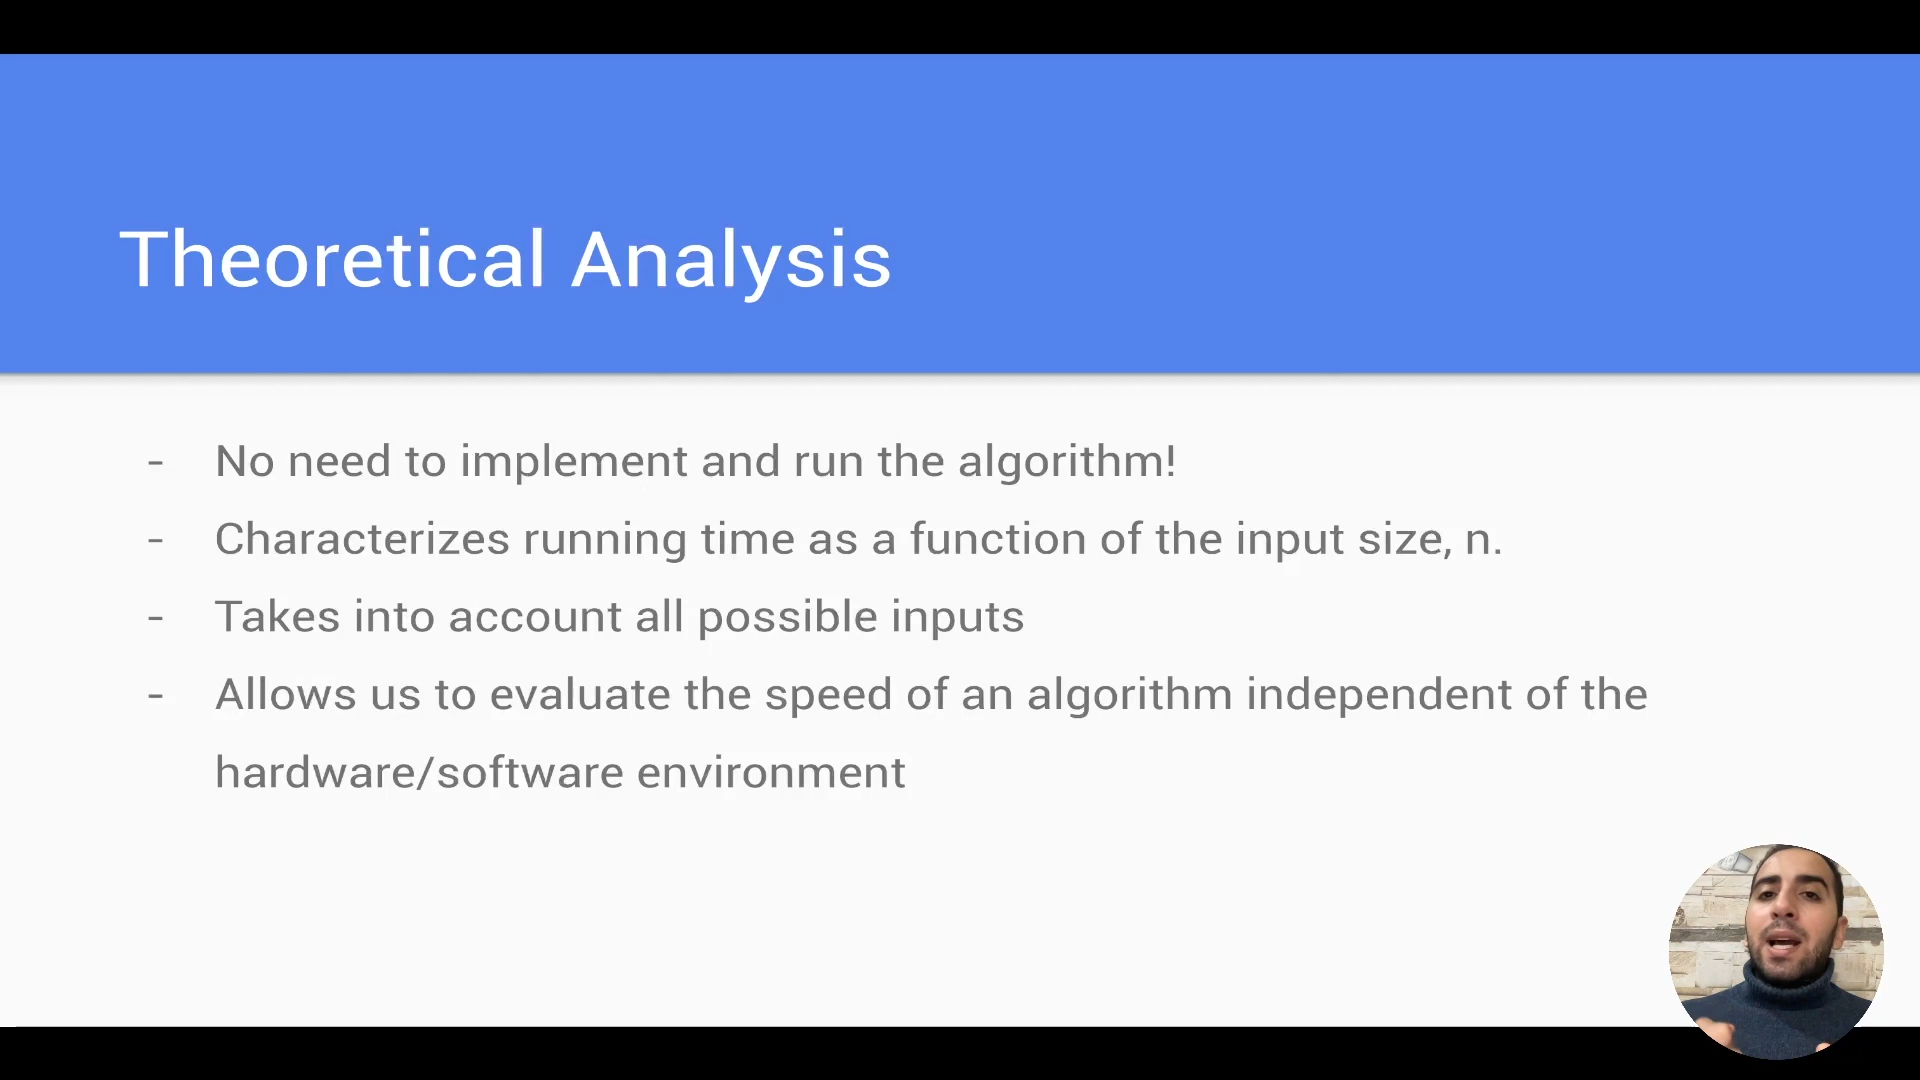 Theoretical Analysis
- No need to implement and run the algorithm!
- Characterizes running time as a function of the input size, n.
- Takes into account all possible inputs
- Allows us to evaluate the speed of an algorithm independent of the
hardware/software environment